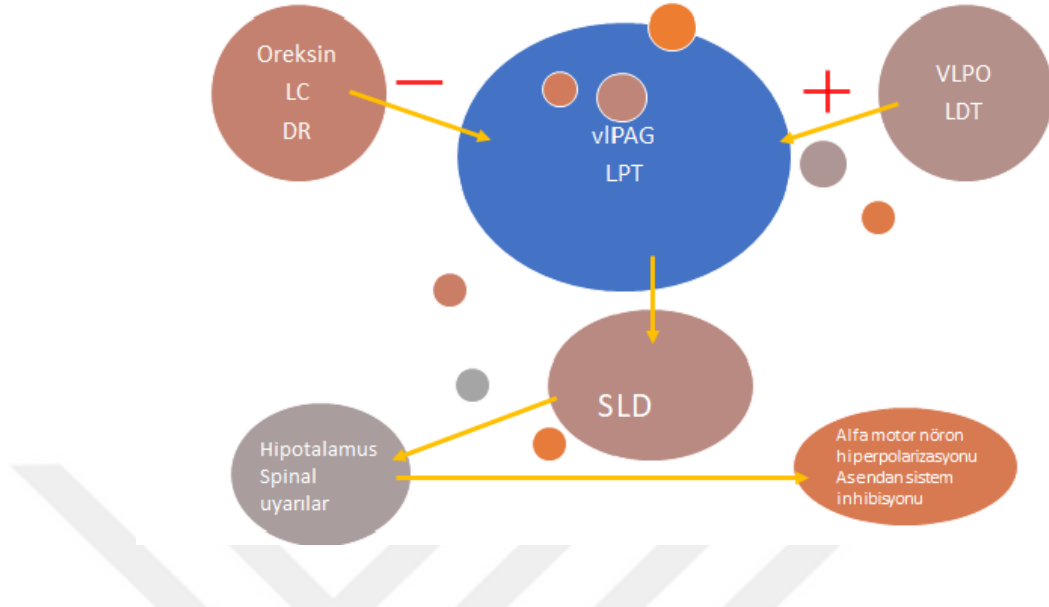 Oreksin
LC
DR
−
vlPAG
LPT
+
VLPO
LDT
SLD
Hipotalamus
Spinal
uyarılar
Alfa motor nöron
hiperpolarizasyonu
Asendan sistem
inhibisyonu